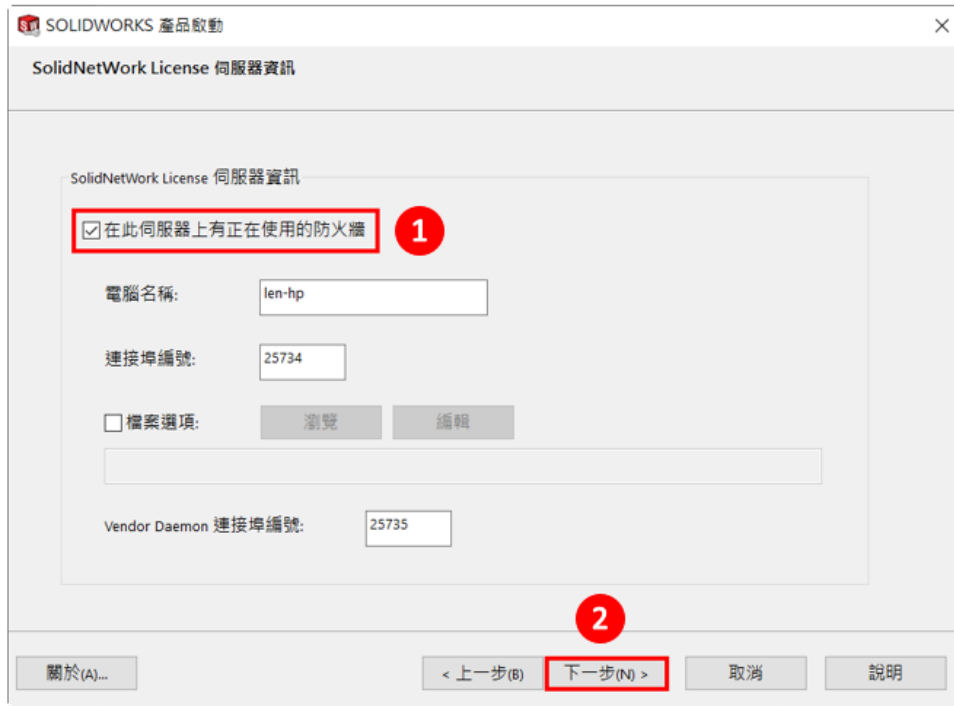 SOLIDWORKS 產品啟動
SolidNetWork License 伺服器資訊
SolidNetWork License 伺服器資訊
在此伺服器上有正在使用的防火牆
1
電腦名稱:
len-hp
連接埠編號:
25734
檔案選項:
瀏覽
編輯
Vendor Daemon 連接埠編號:
25735
2
關於(A)...
< 上一步(B)
下一步(N) >
取消
說明